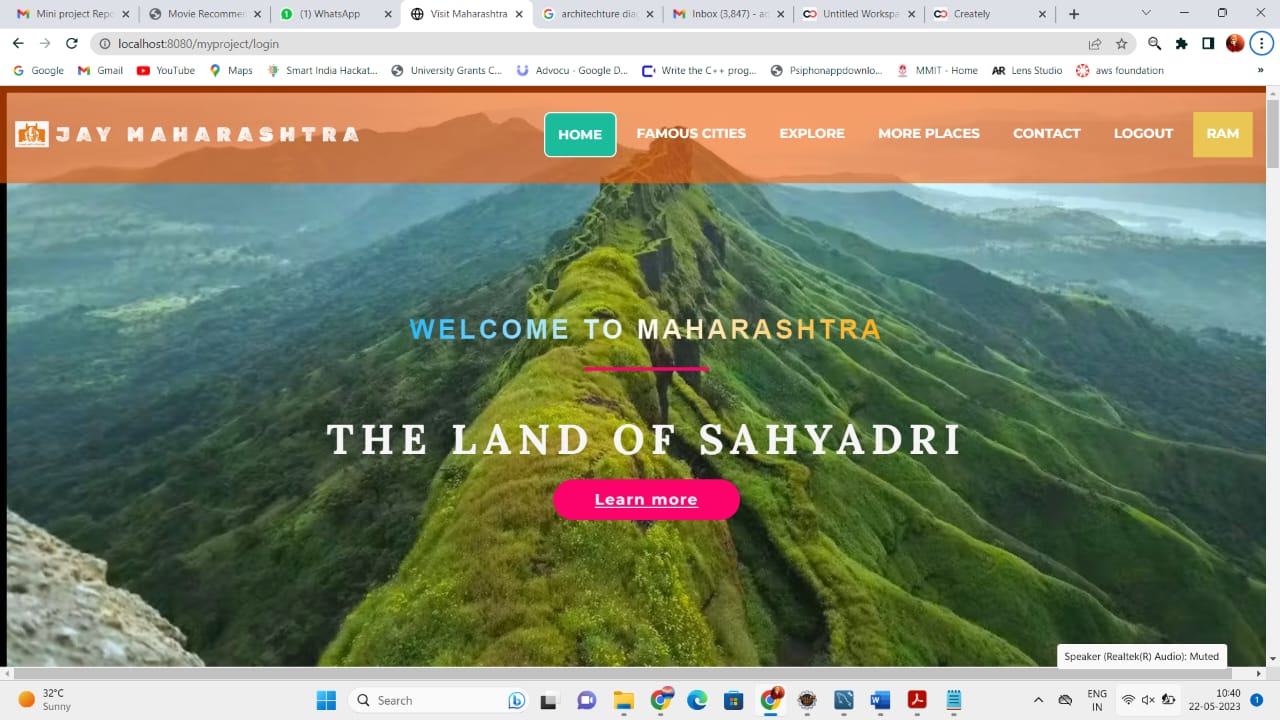 Mini project Repo
Movie Recommen
(1) WhatsApp
Visit Maharashtra
architechture dia
Inbox (3,847) - ac
Untitled Workspa
Creately
localhost:8080/myproject/login
Google
Gmail
YouTube
Maps
Smart India Hackat...
University Grants C...
Advocu - Google D...
Write the C++ prog...
Psiphonappdownlo...
MMIT - Home
AR Lens Studio
aws foundation
»
JAY MAHARASHTRA
HOME
FAMOUS CITIES
EXPLORE
MORE PLACES
CONTACT
LOGOUT
RAM
WELCOME TO MAHARASHTRA
THE LAND OF SAHYADRI
Learn more
Speaker (Realtek(R) Audio): Muted
32°C
Sunny
Search
ENG
IN
10:40
22-05-2023
1